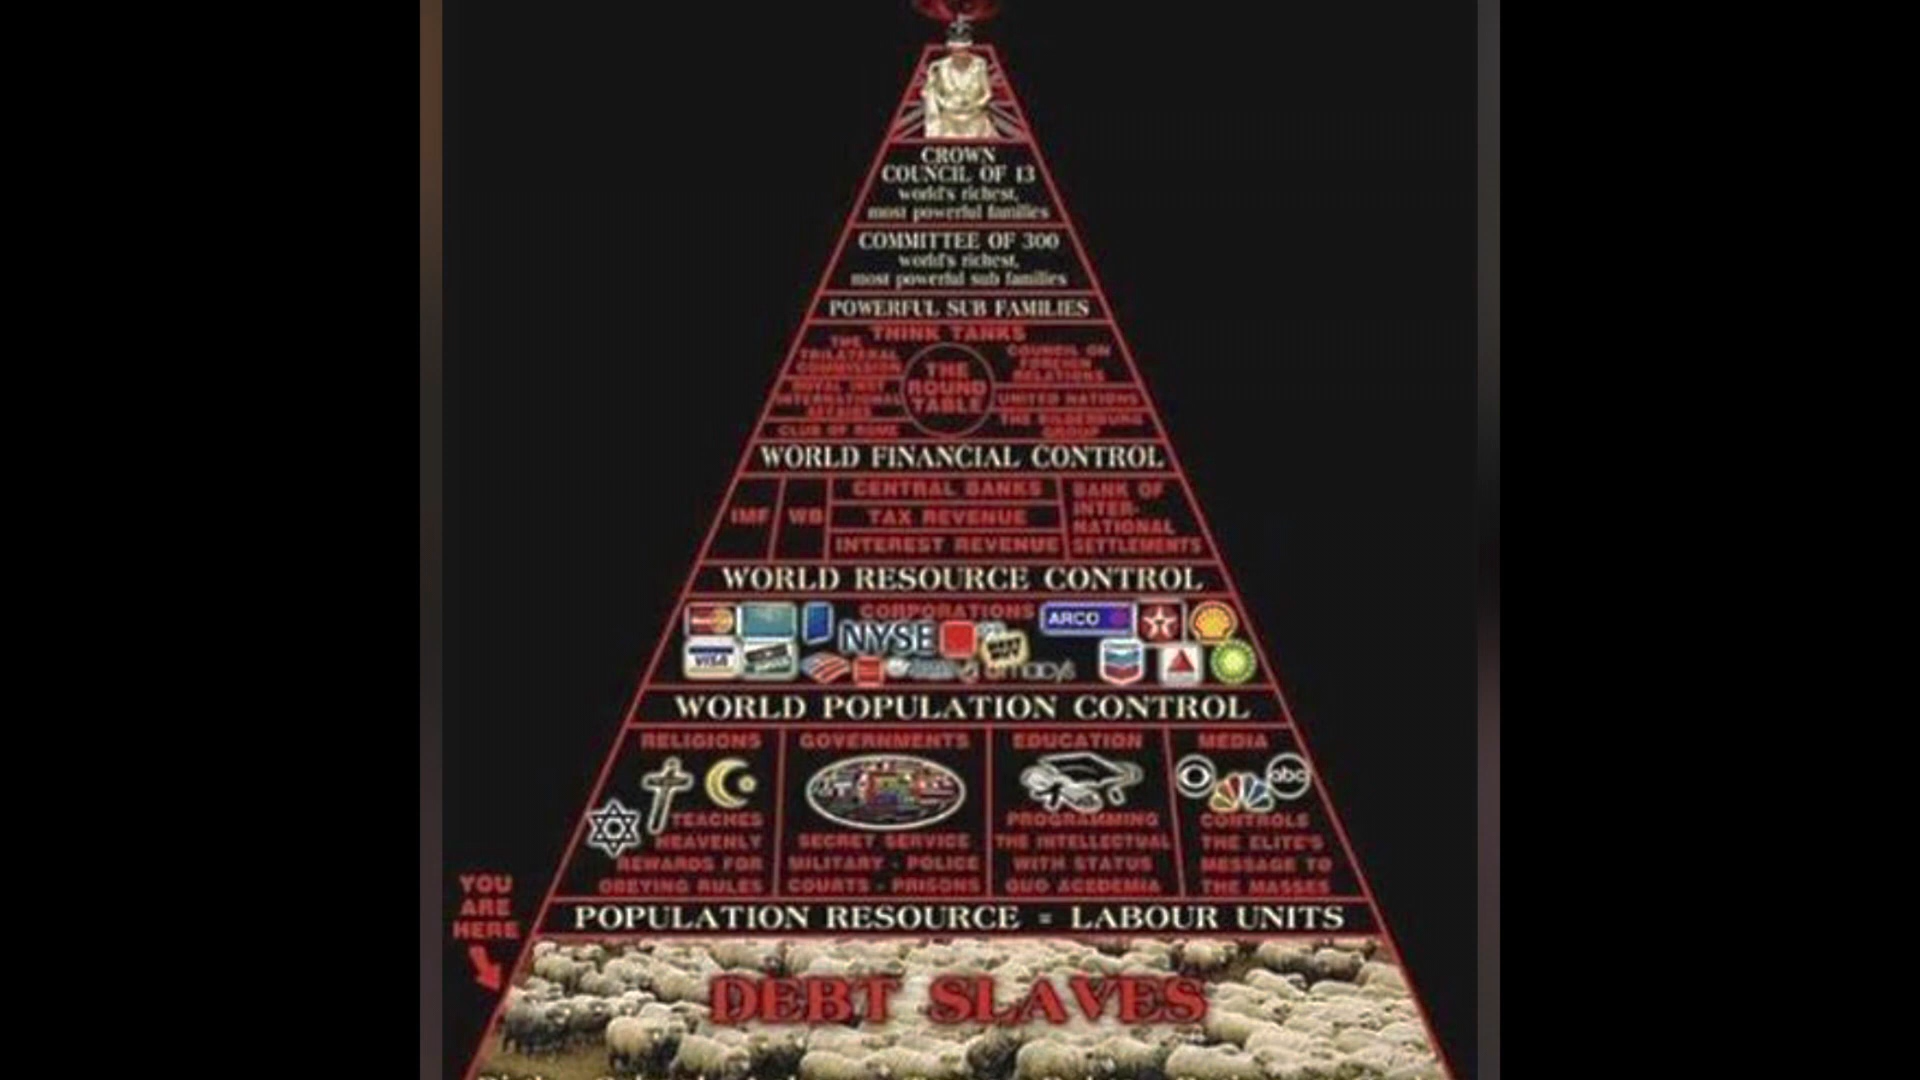 CROWN
COUNCIL OF 13
world's richest,
most powerful families
COMMITTEE OF 300
world's richest,
most powerful sub families
POWERFUL SUB FAMILIES
THINK TANKS
THE
TRILATERAL
COMMISSION
ROYAL INST
INTERNATIONAL
AFFAIRS
CLUB OF ROME
THE
ROUND
TABLE
COUNCIL ON
FOREIGN
RELATIONS
UNITED NATIONS
THE BILDERBURG
GROUP
WORLD FINANCIAL CONTROL
IMF
WB
CENTRAL BANKS
TAX REVENUE
INTEREST REVENUE
BANK OF
INTER-
NATIONAL
SETTLEMENTS
WORLD RESOURCE CONTROL
CORPORATIONS
ARCO
NYSE
BEST BUY
VISA
macy's
WORLD POPULATION CONTROL
RELIGIONS
TEACHES
HEAVENLY
REWARDS FOR
OBEYING RULES
GOVERNMENTS
SECRET SERVICE
MILITARY - POLICE
COURTS - PRISONS
EDUCATION
PROGRAMMING
THE INTELLECTUAL
WITH STATUS
QUO ACEDEMIA
MEDIA
abc
CONTROLS
THE ELITE'S
MESSAGE TO
THE MASSES
YOU
ARE
HERE
POPULATION RESOURCE = LABOUR UNITS
DEBT SLAVES